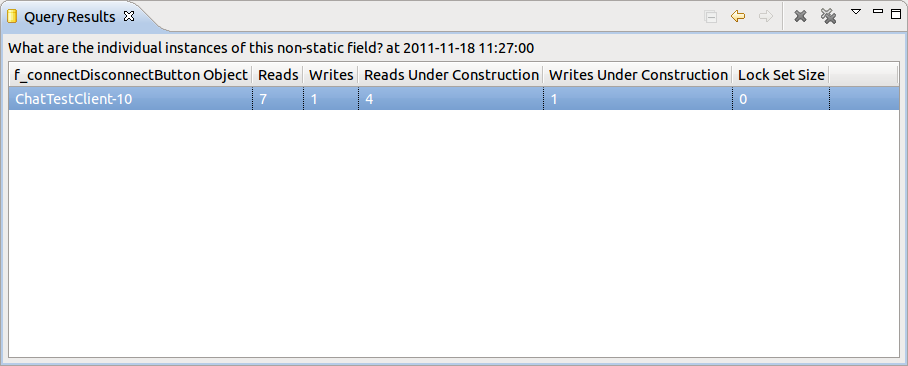 Query Results
What are the individual instances of this non-static field? at 2011-11-18 11:27:00
f_connectDisconnectButton Object Reads Writes Reads Under Construction Writes Under Construction Lock Set Size
ChatTestClient-10 7 1 4 1 0